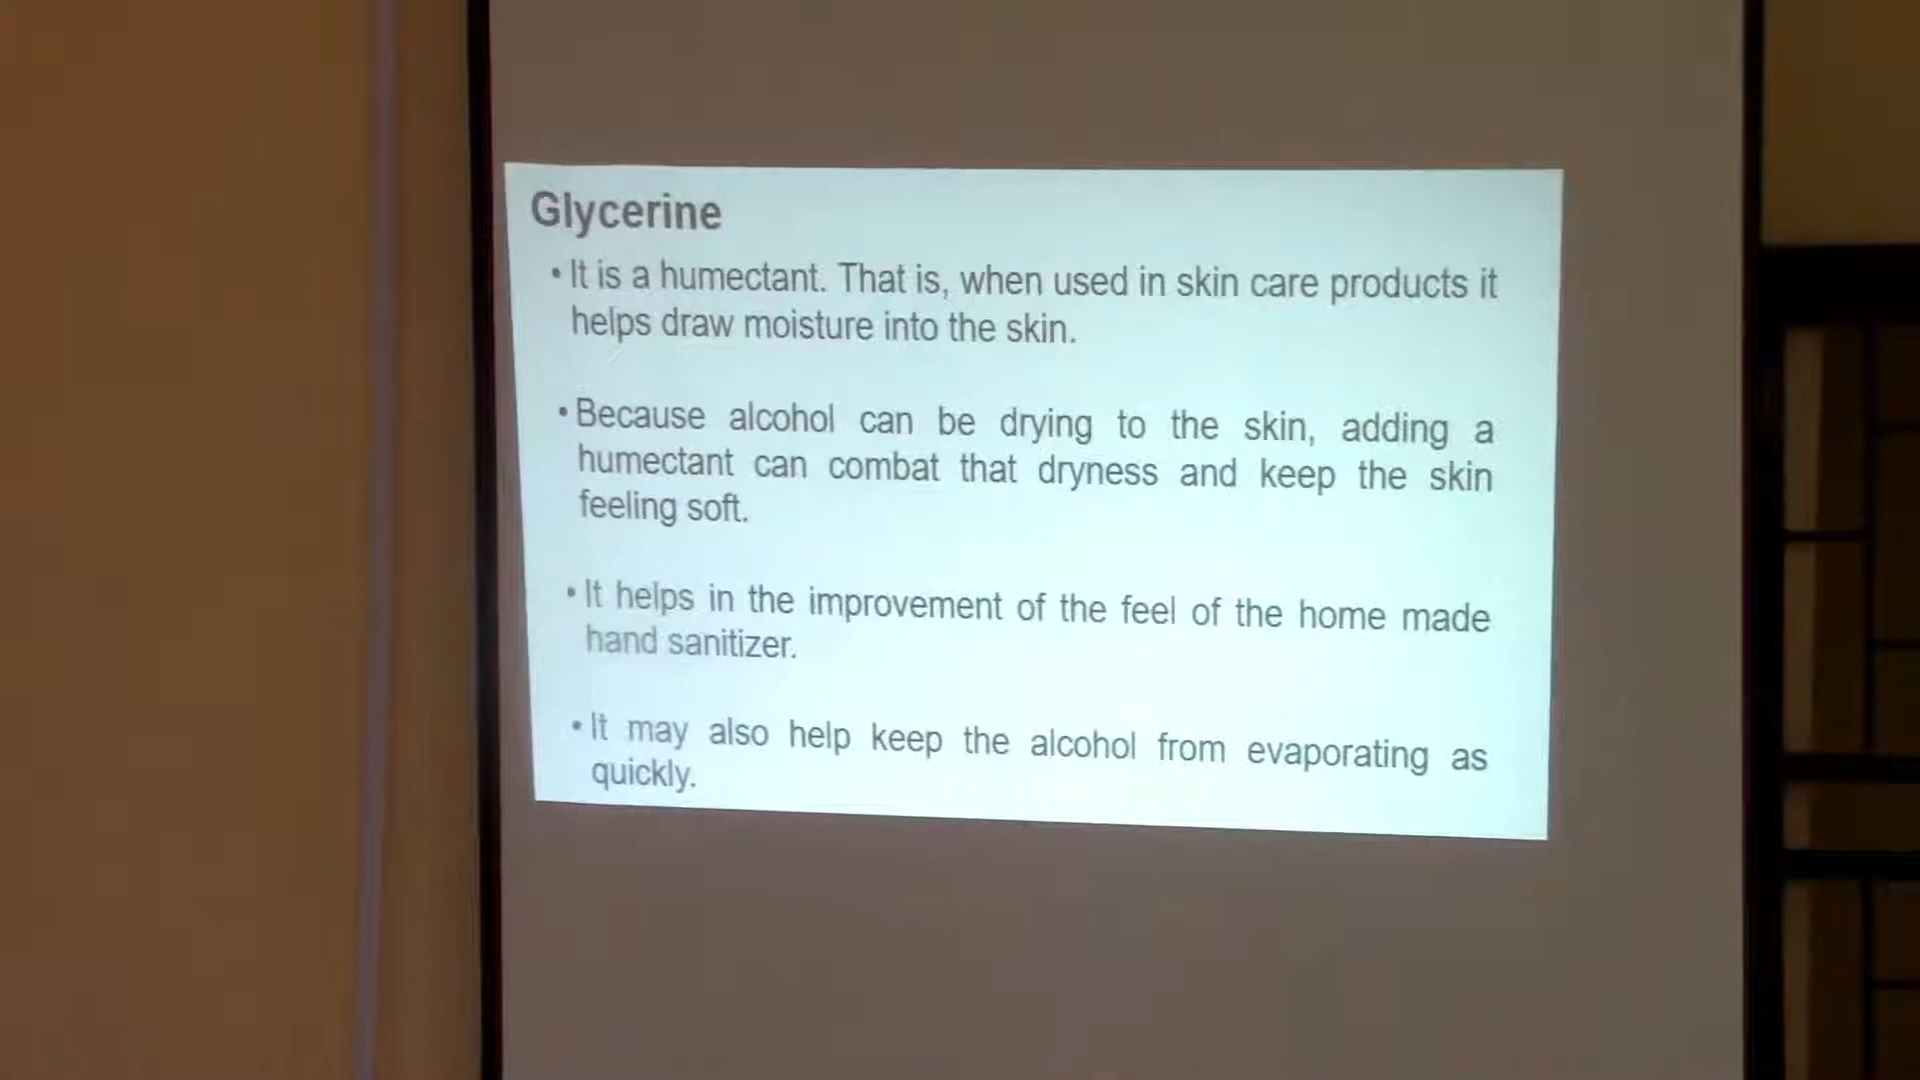 Glycerine
• It is a humectant. That is, when used in skin care products it
helps draw moisture into the skin.
• Because alcohol can be drying to the skin, adding a
humectant can combat that dryness and keep the skin
feeling soft.
• It helps in the improvement of the feel of the home made
hand sanitizer.
• It may also help keep the alcohol from evaporating as
quickly.